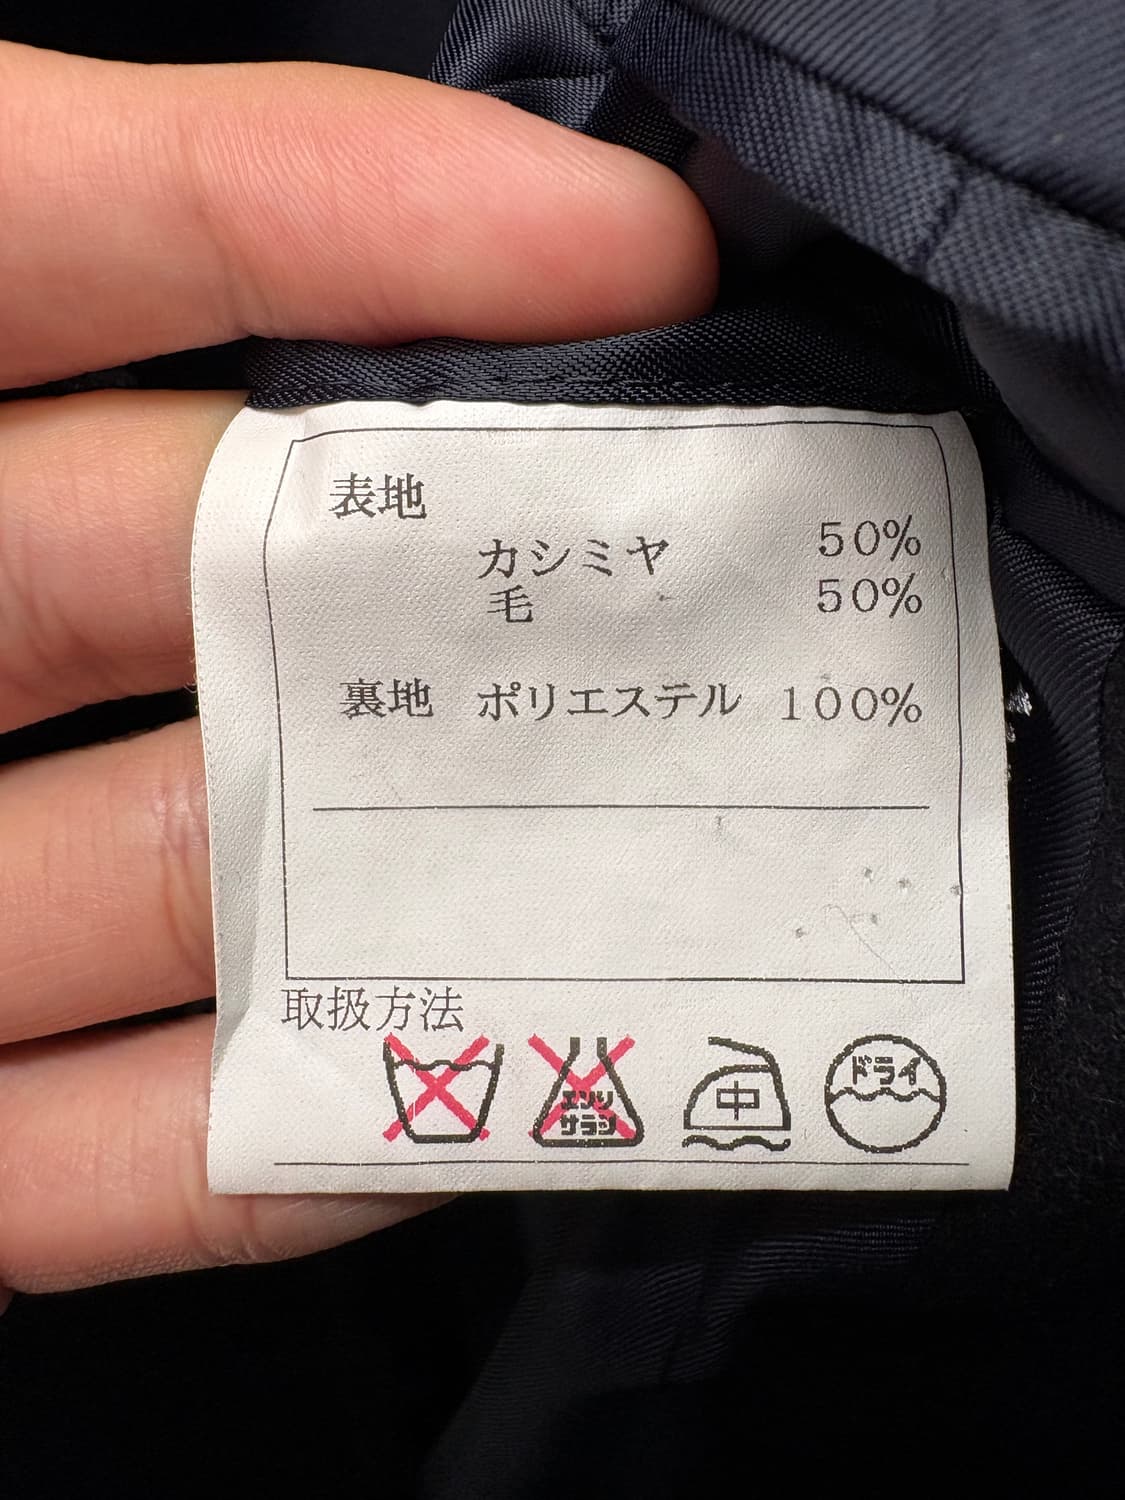 表地
カシミヤ 50%
毛 50%
裏地 ポリエステル 100%
取扱方法
エンソ
サラシ
中
ドライ